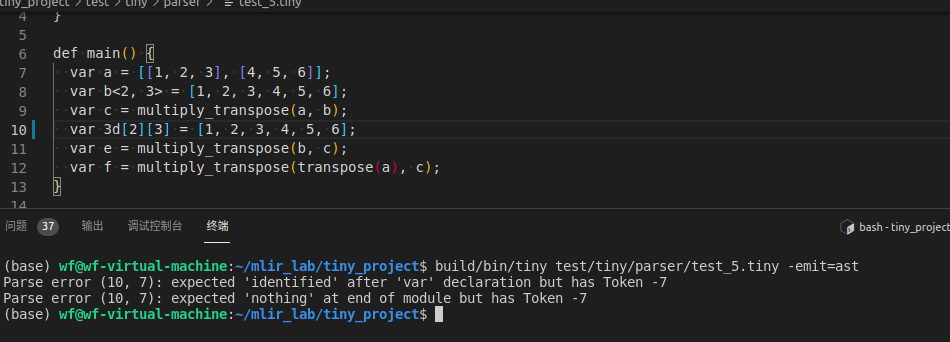 tiny_project > test > tiny > parser > test_5.tiny
4 }
5
6 def main() {
7 var a = [[1, 2, 3], [4, 5, 6]];
8 var b<2, 3> = [1, 2, 3, 4, 5, 6];
9 var c = multiply_transpose(a, b);
10 var 3d[2][3] = [1, 2, 3, 4, 5, 6];
11 var e = multiply_transpose(b, c);
12 var f = multiply_transpose(transpose(a), c);
13 }
14
问题 37 输出 调试控制台 终端 bash - tiny_project
(base) wf@wf-virtual-machine:~/mlir_lab/tiny_project$ build/bin/tiny test/tiny/parser/test_5.tiny -emit=ast
Parse error (10, 7): expected 'identified' after 'var' declaration but has Token -7
Parse error (10, 7): expected 'nothing' at end of module but has Token -7
(base) wf@wf-virtual-machine:~/mlir_lab/tiny_project$